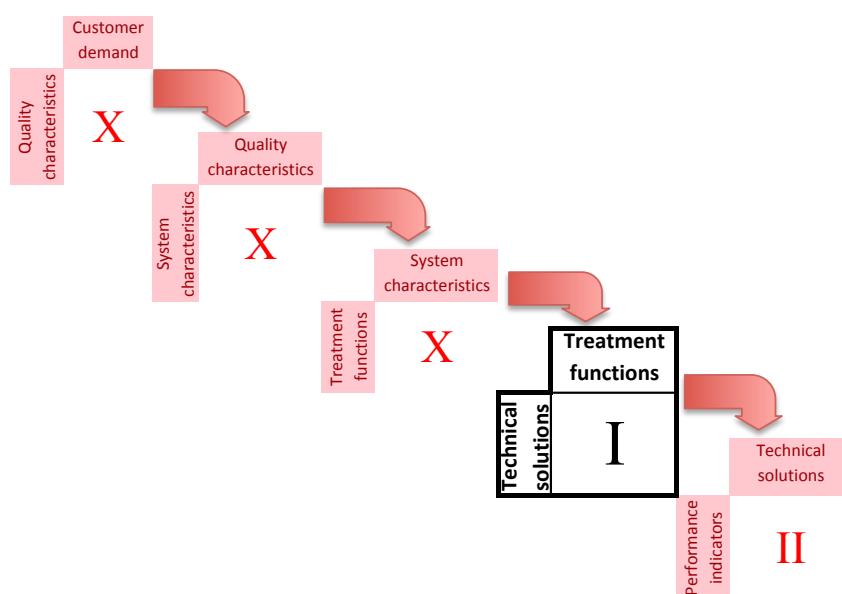 Customer
demand
Quality
characteristics
X
Quality
characteristics
System
characteristics
X
System
characteristics
Treatment
functions
X
Treatment
functions
Technical
solutions
I
Technical
solutions
Performance
indicators
II